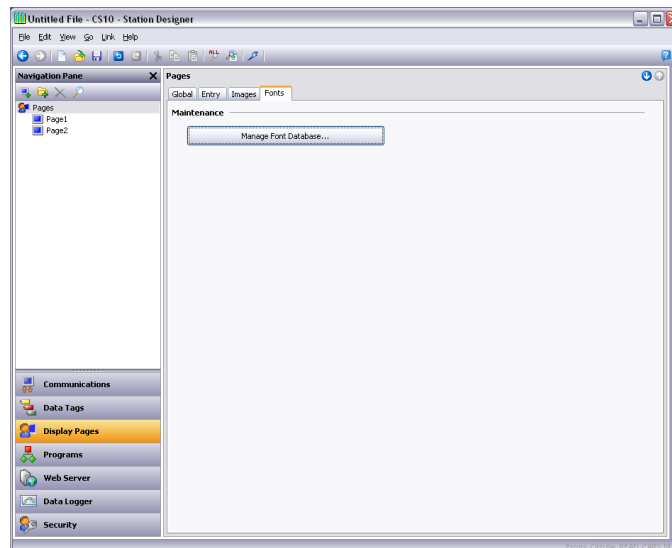 Untitled File - CS10 - Station Designer
File Edit View Go Link Help
Navigation Pane
Pages
Page1
Page2
Communications
Data Tags
Display Pages
Programs
Web Server
Data Logger
Security
Pages
Global Entry Images Fonts
Maintenance
Manage Font Database...